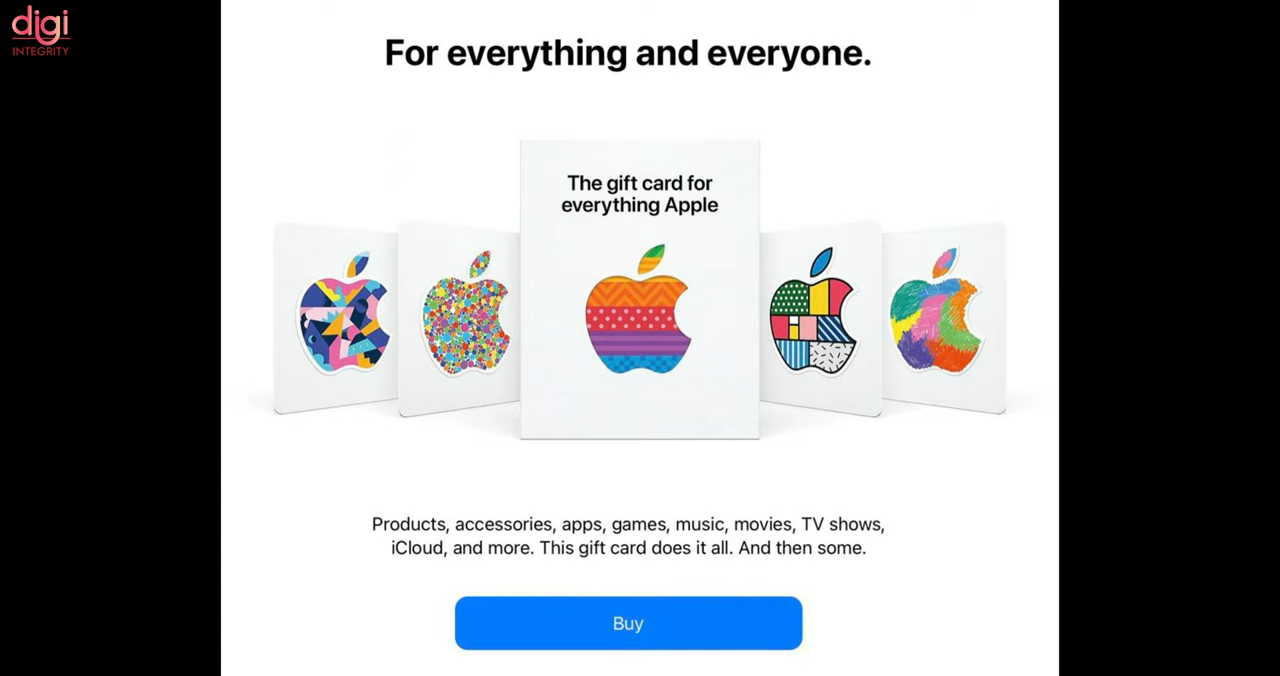 digi
INTEGRITY
For everything and everyone.
The gift card for
everything Apple
Products, accessories, apps, games, music, movies, TV shows,
iCloud, and more. This gift card does it all. And then some.
Buy